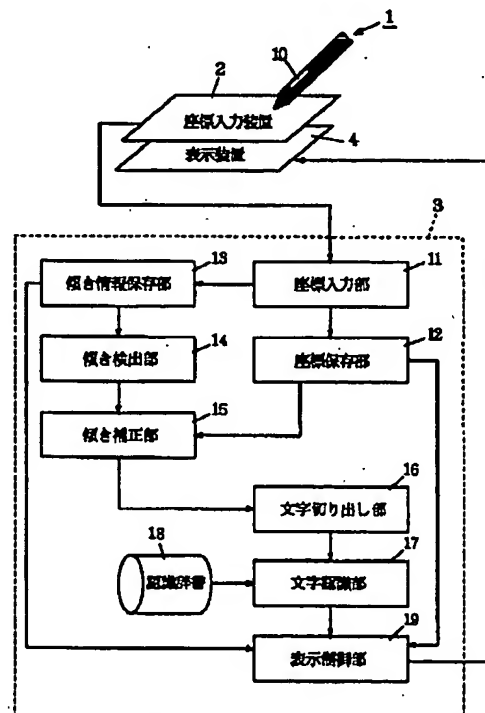 1
10
2
座標入力装置
4
表示装置
3
13
傾き情報保存部
11
座標入力部
14
傾き検出部
12
座標保存部
15
傾き補正部
16
文字切り出し部
18
認識辞書
17
文字認識部
19
表示制御部